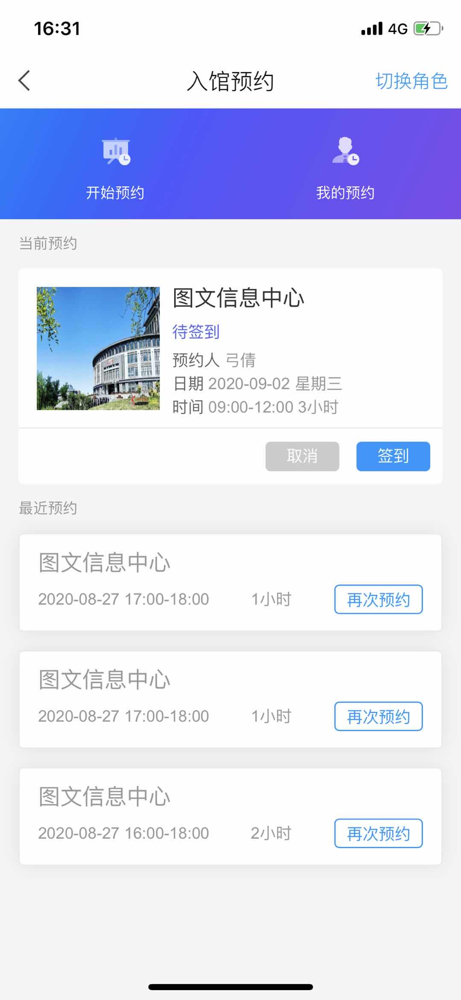 16:31
4G
入馆预约
切换角色
开始预约
我的预约
当前预约
图文信息中心
待签到
预约人 弓倩
日期 2020-09-02 星期三
时间 09:00-12:00 3小时
取消
签到
最近预约
图文信息中心
2020-08-27 17:00-18:00 1小时
再次预约
图文信息中心
2020-08-27 17:00-18:00 1小时
再次预约
图文信息中心
2020-08-27 16:00-18:00 2小时
再次预约